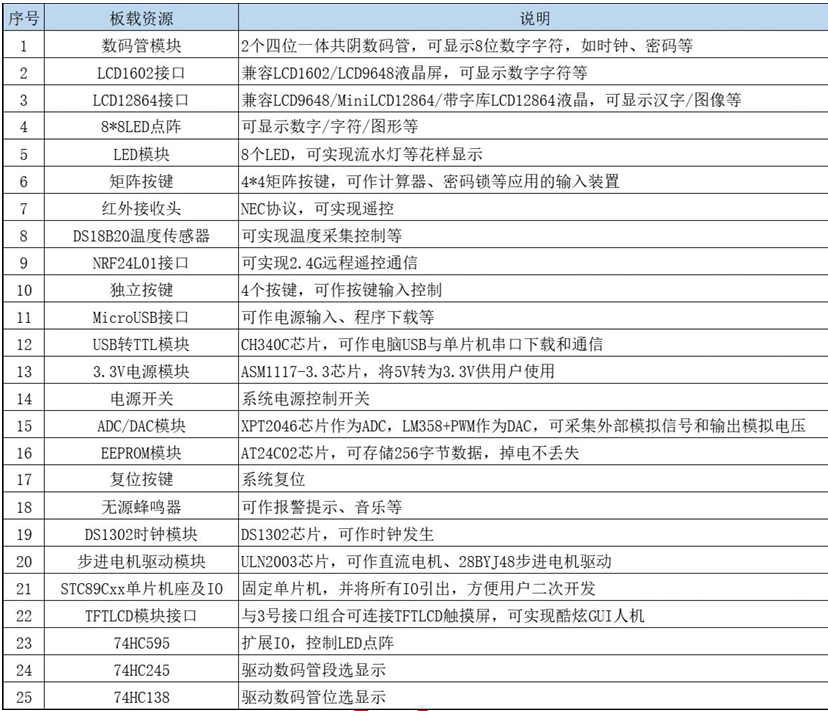 序号 板载资源 说明
1 数码管模块 2个四位一体共阴数码管，可显示8位数字字符，如时钟、密码等
2 LCD1602接口 兼容LCD1602/LCD9648液晶屏，可显示数字字符等
3 LCD12864接口 兼容LCD9648/MiniLCD12864/带字库LCD12864液晶，可显示汉字/图像等
4 8*8LED点阵 可显示数字/字符/图形等
5 LED模块 8个LED，可实现流水灯等花样显示
6 矩阵按键 4*4矩阵按键，可作计算器、密码锁等应用的输入装置
7 红外接收头 NEC协议，可实现遥控
8 DS18B20温度传感器 可实现温度采集控制等
9 NRF24L01接口 可实现2.4G远程遥控通信
10 独立按键 4个按键，可作按键输入控制
11 MicroUSB接口 可作电源输入、程序下载等
12 USB转TTL模块 CH340C芯片，可作电脑USB与单片机串口下载和通信
13 3.3V电源模块 ASM1117-3.3芯片，将5V转为3.3V供用户使用
14 电源开关 系统电源控制开关
15 ADC/DAC模块 XPT2046芯片作为ADC，LM358+PWM作为DAC，可采集外部模拟信号和输出模拟电压
16 EEPROM模块 AT24C02芯片，可存储256字节数据，掉电不丢失
17 复位按键 系统复位
18 无源蜂鸣器 可作报警提示、音乐等
19 DS1302时钟模块 DS1302芯片，可作时钟发生
20 步进电机驱动模块 ULN2003芯片，可作直流电机、28BYJ48步进电机驱动
21 STC89Cxx单片机座及IO 固定单片机，并将所有IO引出，方便用户二次开发
22 TFTLCD模块接口 与3号接口组合可连接TFTLCD触摸屏，可实现酷炫GUI人机
23 74HC595 扩展IO，控制LED点阵
24 74HC245 驱动数码管段选显示
25 74HC138 驱动数码管位选显示